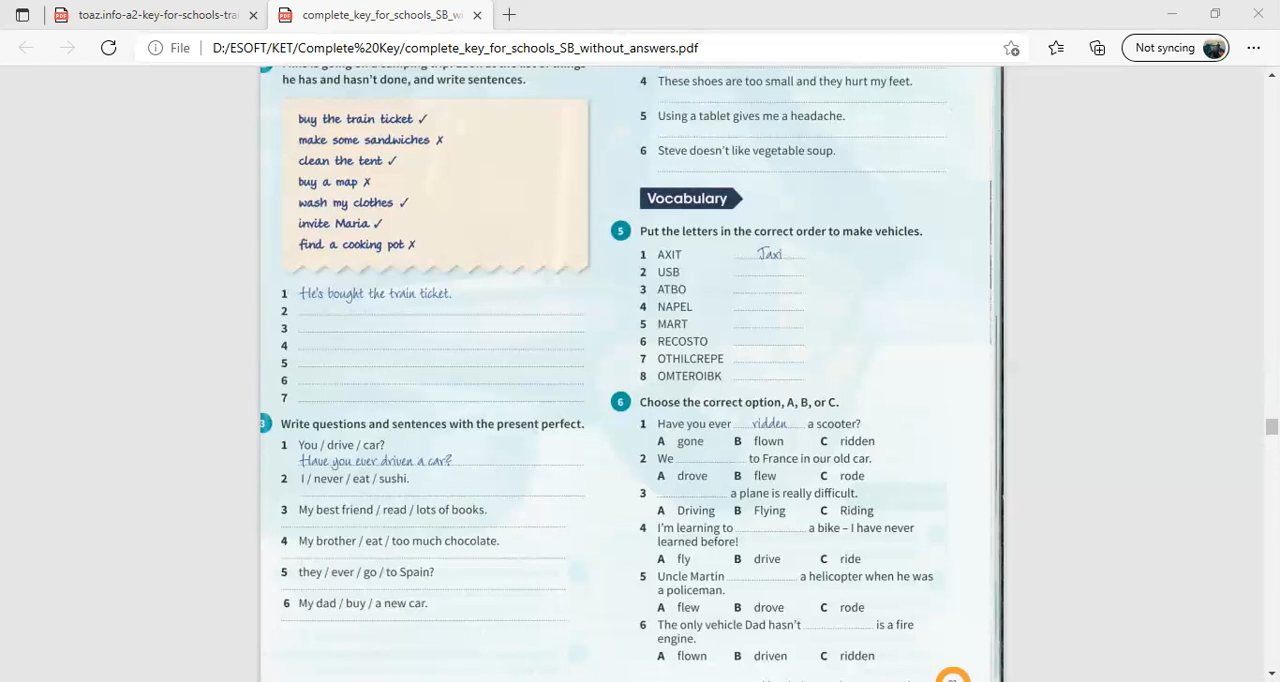 toaz.info-a2-key-for-schools-tra
complete_key_for_schools_SB_w
File
D:/ESOFT/KET/Complete%20Key/complete_key_for_schools_SB_without_answers.pdf
Not syncing
he has and hasn't done, and write sentences.
buy the train ticket ✓
make some sandwiches ✗
clean the tent ✓
buy a map ✗
wash my clothes ✓
invite Maria ✓
find a cooking pot ✗
1 He's bought the train ticket.
2
3
4
5
6
7
3 Write questions and sentences with the present perfect.
1 You / drive / car?
Have you ever driven a car?
2 I / never / eat / sushi.
3 My best friend / read / lots of books.
4 My brother / eat / too much chocolate.
5 they / ever / go / to Spain?
6 My dad / buy / a new car.
4 These shoes are too small and they hurt my feet.
5 Using a tablet gives me a headache.
6 Steve doesn't like vegetable soup.
Vocabulary
5 Put the letters in the correct order to make vehicles.
1 AXIT Taxi
2 USB
3 ATBO
4 NAPEL
5 MART
6 RECOSTO
7 OTHILCREPE
8 OMTEROIBK
6 Choose the correct option, A, B, or C.
1 Have you ever ridden a scooter?
A gone B flown C ridden
2 We to France in our old car.
A drove B flew C rode
3 a plane is really difficult.
A Driving B Flying C Riding
4 I'm learning to a bike – I have never
learned before!
A fly B drive C ride
5 Uncle Martin a helicopter when he was
a policeman.
A flew B drove C rode
6 The only vehicle Dad hasn't is a fire
engine.
A flown B driven C ridden